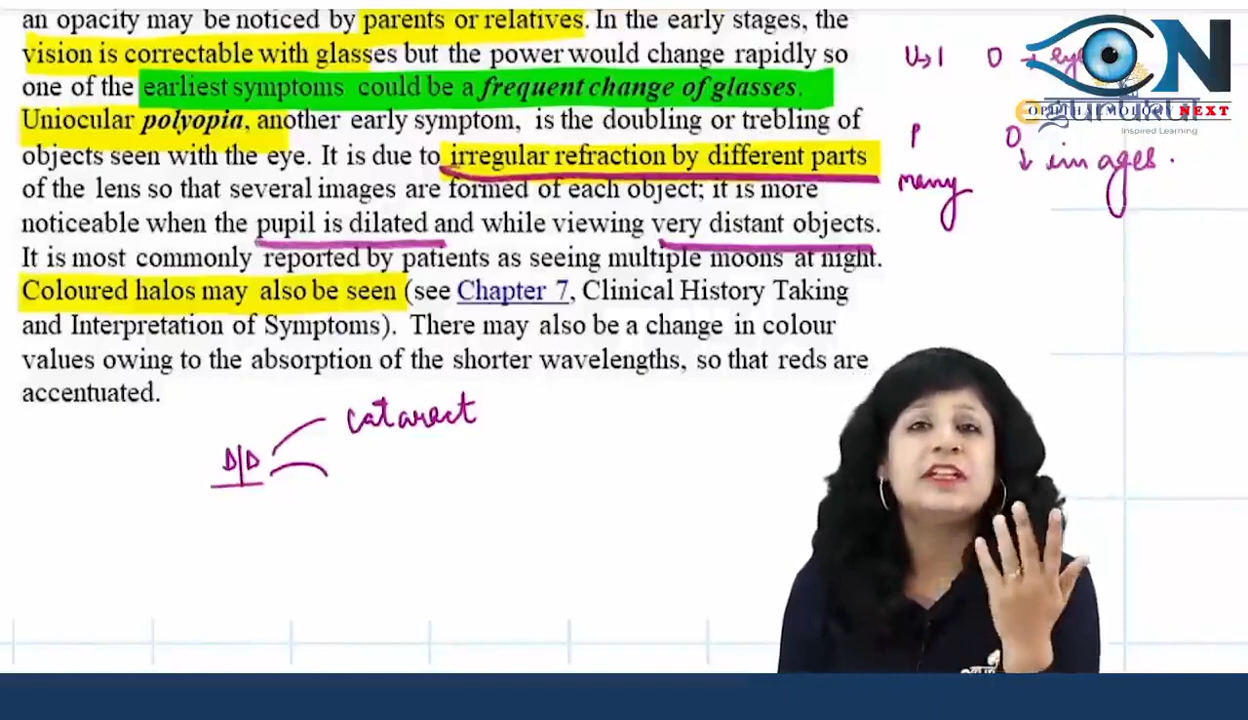 an opacity may be noticed by parents or relatives. In the early stages, the
vision is correctable with glasses but the power would change rapidly so
one of the earliest symptoms could be a frequent change of glasses.
Uniocular polyopia, another early symptom, is the doubling or trebling of
objects seen with the eye. It is due to irregular refraction by different parts
of the lens so that several images are formed of each object; it is more
noticeable when the pupil is dilated and while viewing very distant objects.
It is most commonly reported by patients as seeing multiple moons at night.
Coloured halos may also be seen (see Chapter 7, Clinical History Taking
and Interpretation of Symptoms). There may also be a change in colour
values owing to the absorption of the shorter wavelengths, so that reds are
accentuated.
cataract
D|D
U→1 O → eye
P O
↓ images.
many
N
NEXT
Inspired Learning